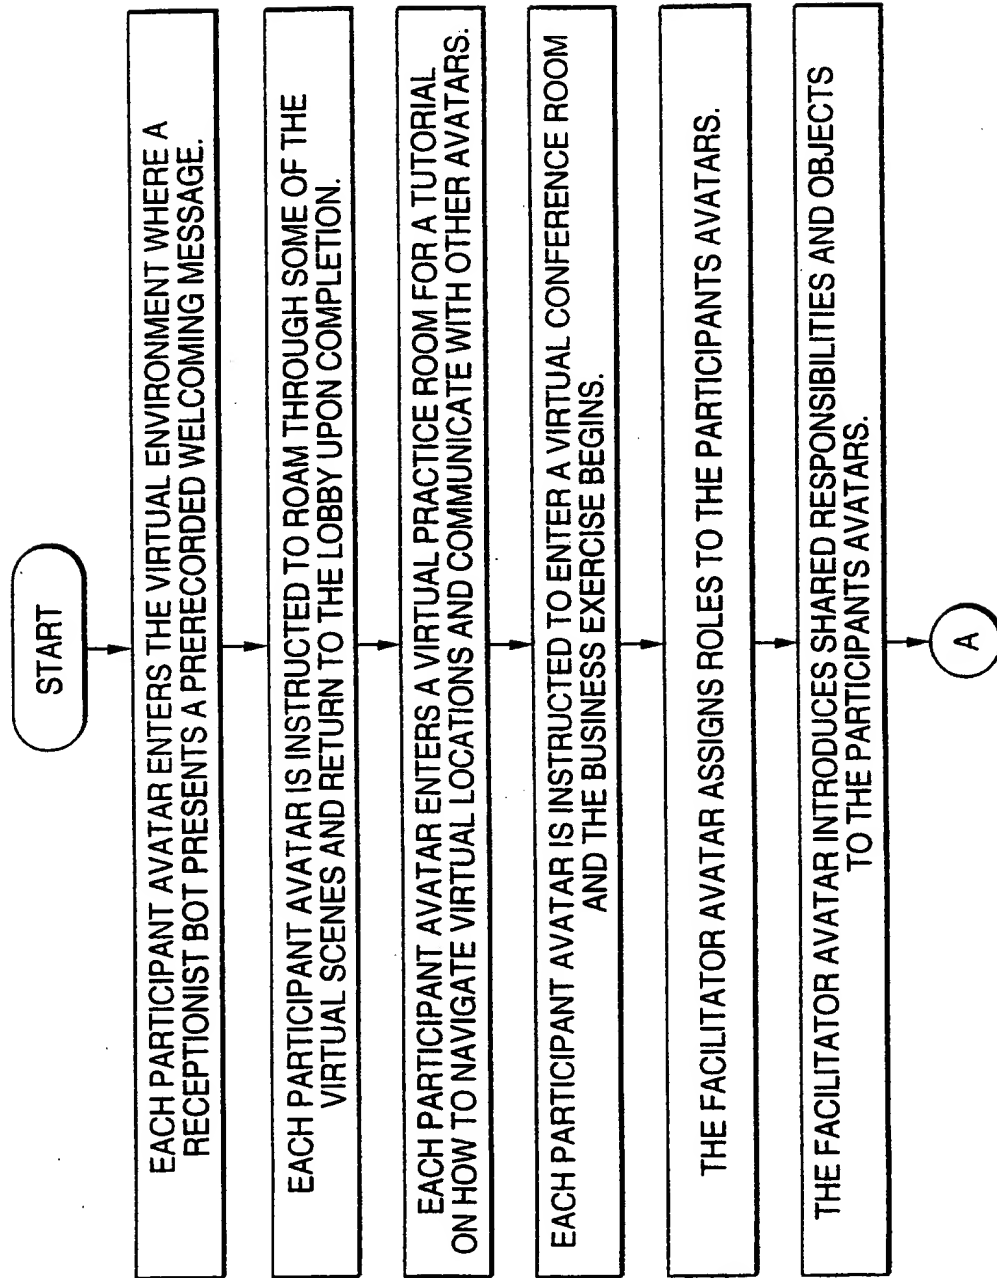 START
EACH PARTICIPANT AVATAR ENTERS THE VIRTUAL ENVIRONMENT WHERE A
RECEPTIONIST BOT PRESENTS A PRERECORDED WELCOMING MESSAGE.
EACH PARTICIPANT AVATAR IS INSTRUCTED TO ROAM THROUGH SOME OF THE
VIRTUAL SCENES AND RETURN TO THE LOBBY UPON COMPLETION.
EACH PARTICIPANT AVATAR ENTERS A VIRTUAL PRACTICE ROOM FOR A TUTORIAL
ON HOW TO NAVIGATE VIRTUAL LOCATIONS AND COMMUNICATE WITH OTHER AVATARS.
EACH PARTICIPANT AVATAR IS INSTRUCTED TO ENTER A VIRTUAL CONFERENCE ROOM
AND THE BUSINESS EXERCISE BEGINS.
THE FACILITATOR AVATAR ASSIGNS ROLES TO THE PARTICIPANTS AVATARS.
THE FACILITATOR AVATAR INTRODUCES SHARED RESPONSIBILITIES AND OBJECTS
TO THE PARTICIPANTS AVATARS.
A